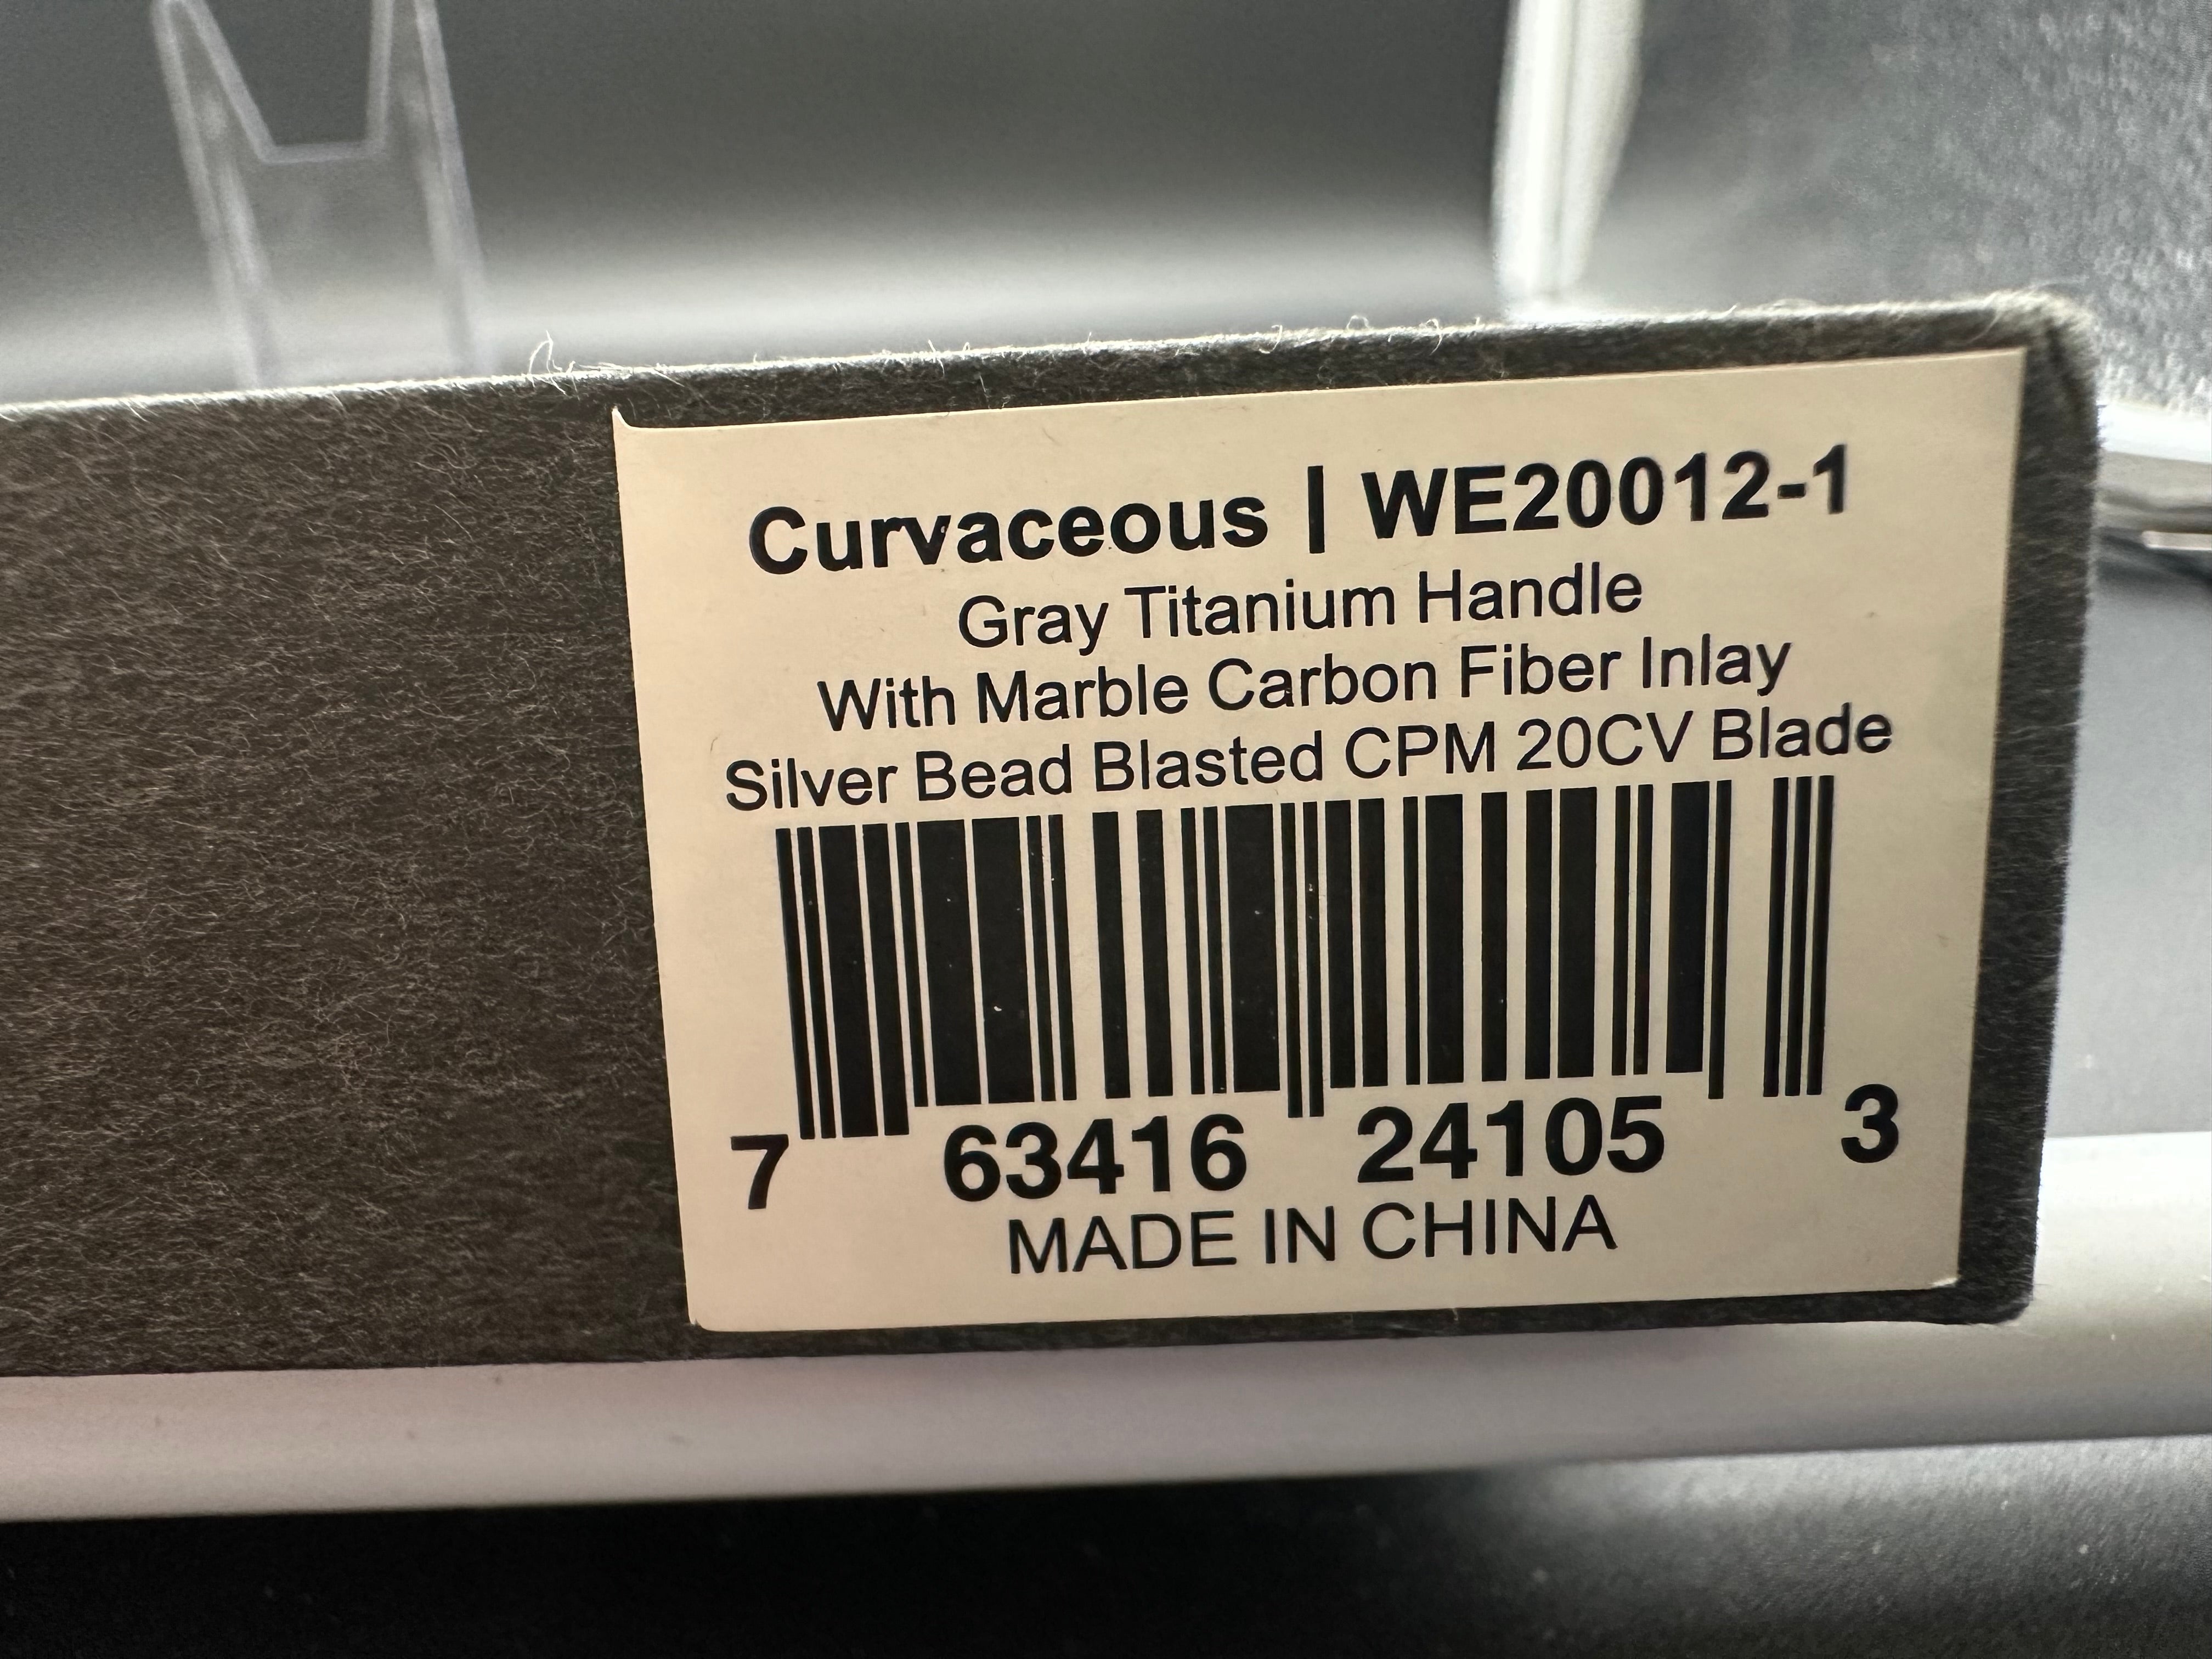 Curvaceous | WE20012-1
Gray Titanium Handle
With Marble Carbon Fiber Inlay
Silver Bead Blasted CPM 20CV Blade
7 63416 24105 3
MADE IN CHINA